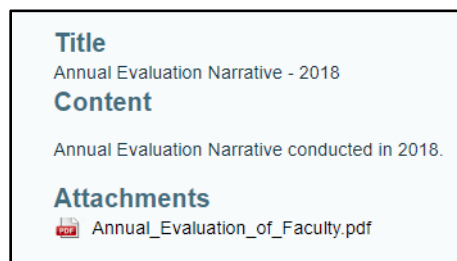 Title
Annual Evaluation Narrative - 2018
Content
Annual Evaluation Narrative conducted in 2018.
Attachments
PDF Annual_Evaluation_of_Faculty.pdf